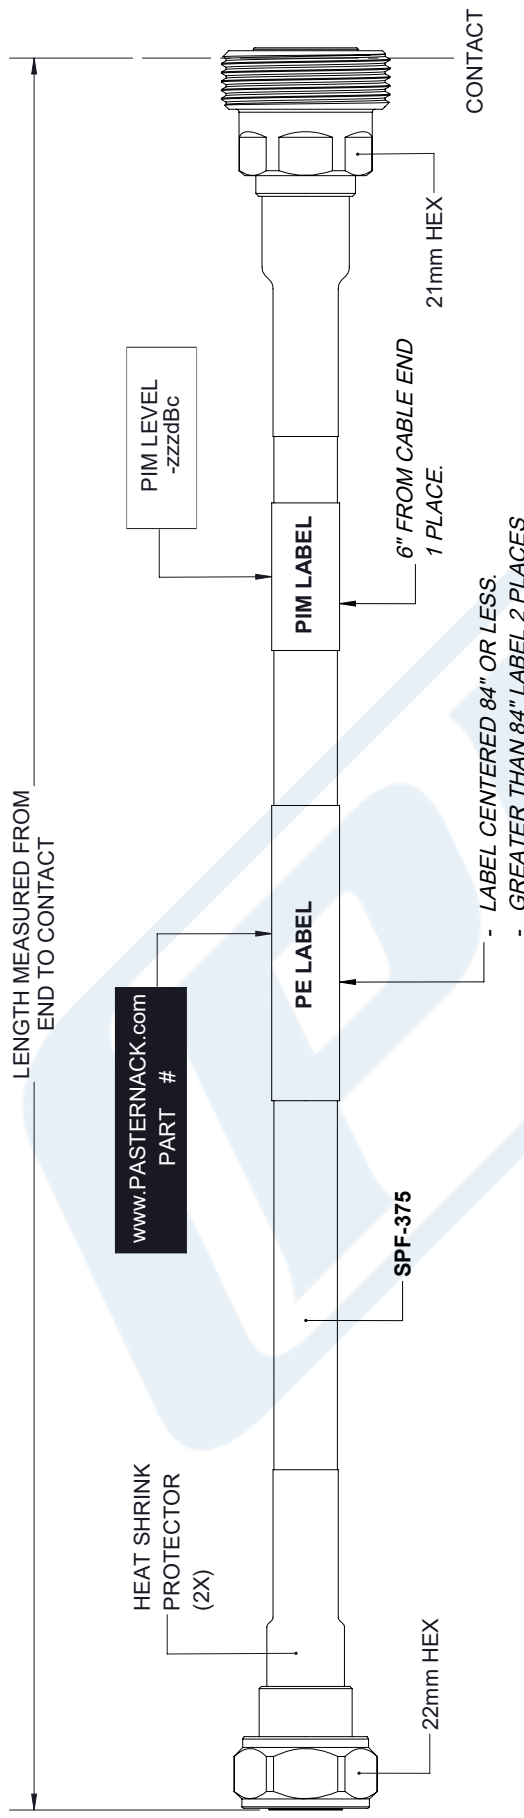 LENGTH MEASURED FROM
END TO CONTACT
CONTACT
HEAT SHRINK
PROTECTOR
(2X)
www.PASTERNACK.com
PART #
PIM LEVEL
-zzzdBc
PE LABEL
PIM LABEL
22mm HEX
SPF-375
6" FROM CABLE END
1 PLACE.
21mm HEX
- LABEL CENTERED 84" OR LESS.
- GREATER THAN 84" LABEL 2 PLACES